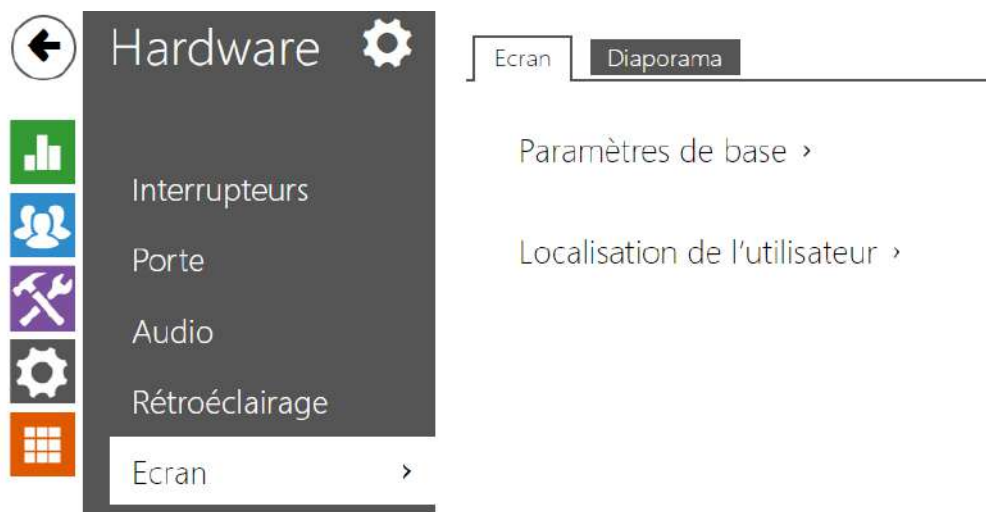 Hardware
Interrupteurs
Porte
Audio
Rétroéclairage
Ecran ›
Ecran
Diaporama
Paramètres de base ›
Localisation de l'utilisateur ›